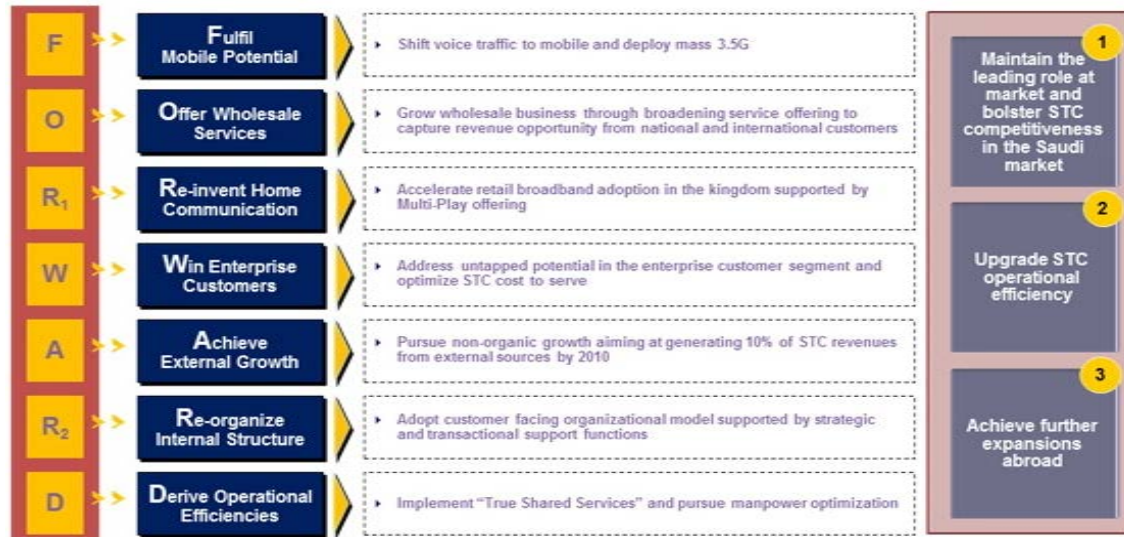 F
Fulfil
Mobile Potential
Shift voice traffic to mobile and deploy mass 3.5G
O
Offer Wholesale
Services
Grow wholesale business through broadening service offering to
capture revenue opportunity from national and international customers
R1
Re-invent Home
Communication
Accelerate retail broadband adoption in the kingdom supported by
Multi-Play offering
W
Win Enterprise
Customers
Address untapped potential in the enterprise customer segment and
optimize STC cost to serve
A
Achieve
External Growth
Pursue non-organic growth aiming at generating 10% of STC revenues
from external sources by 2010
R2
Re-organize
Internal Structure
Adopt customer facing organizational model supported by strategic
and transactional support functions
D
Derive Operational
Efficiencies
Implement “True Shared Services” and pursue manpower optimization
1
Maintain the
leading role at
market and
bolster STC
competitiveness
in the Saudi
market
2
Upgrade STC
operational
efficiency
3
Achieve further
expansions
abroad